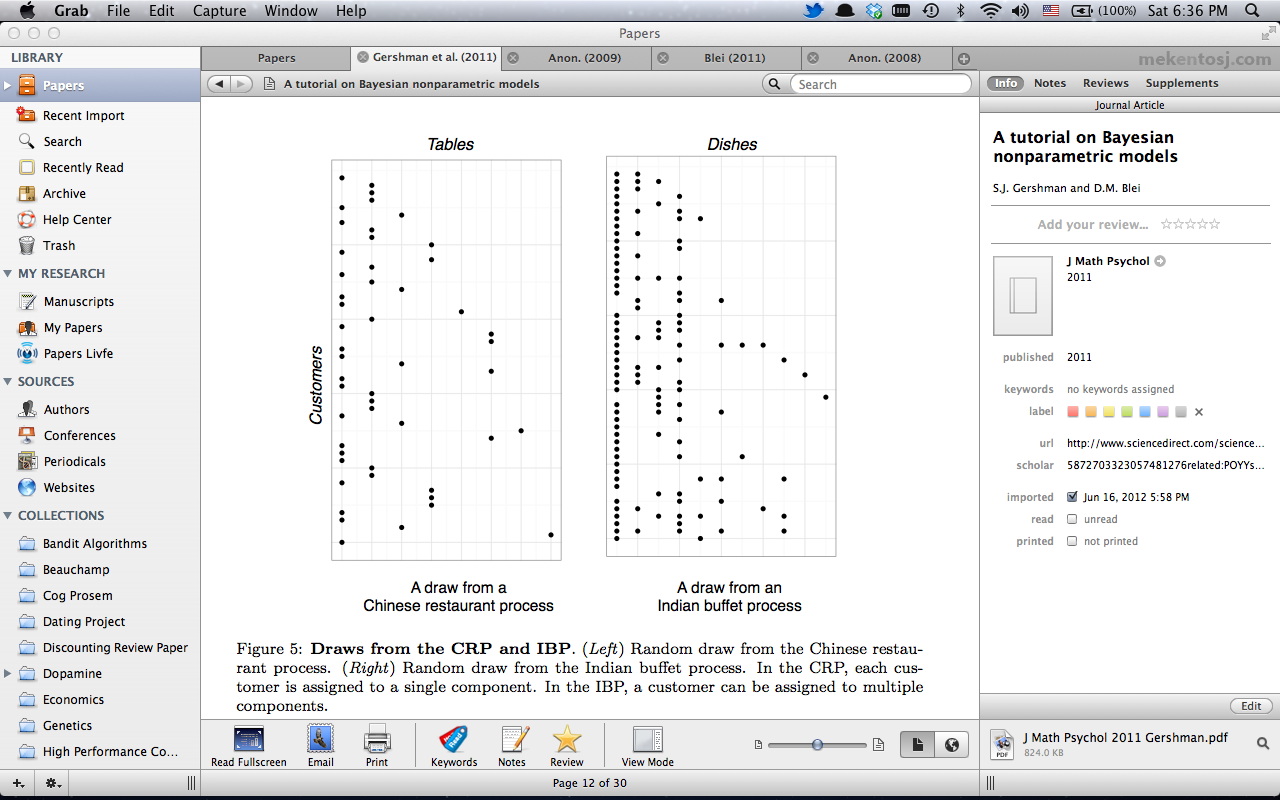 Grab File Edit Capture Window Help
(100%) Sat 6:36 PM
Papers
LIBRARY
Papers
Recent Import
Search
Recently Read
Archive
Help Center
Trash
MY RESEARCH
Manuscripts
My Papers
Papers Livfe
SOURCES
Authors
Conferences
Periodicals
Websites
COLLECTIONS
Bandit Algorithms
Beauchamp
Cog Prosem
Dating Project
Discounting Review Paper
Dopamine
Economics
Genetics
High Performance Co...
Papers Gershman et al. (2011) Anon. (2009) Blei (2011) Anon. (2008)
mekentosj.com
A tutorial on Bayesian nonparametric models
Search
Tables
Dishes
Customers
A draw from a
Chinese restaurant process
A draw from an
Indian buffet process
Figure 5: Draws from the CRP and IBP. (Left) Random draw from the Chinese restau-
rant process. (Right) Random draw from the Indian buffet process. In the CRP, each cus-
tomer is assigned to a single component. In the IBP, a customer can be assigned to multiple
components.
Read Fullscreen Email Print Keywords Notes Review View Mode
Page 12 of 30
Info Notes Reviews Supplements
Journal Article
A tutorial on Bayesian
nonparametric models
S.J. Gershman and D.M. Blei
Add your review...
J Math Psychol
2011
published 2011
keywords no keywords assigned
label
url http://www.sciencedirect.com/science...
scholar 5872703323057481276related:POYYs...
imported Jun 16, 2012 5:58 PM
read unread
printed not printed
Edit
J Math Psychol 2011 Gershman.pdf
824.0 KB
PDF